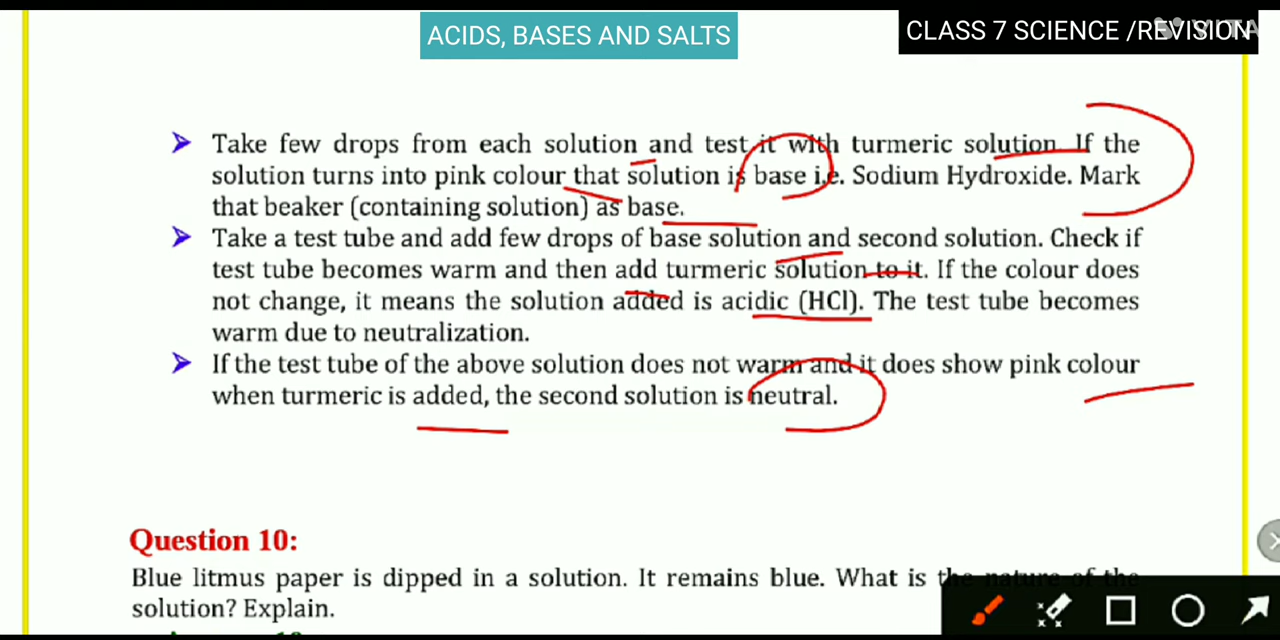 ACIDS, BASES AND SALTS
CLASS 7 SCIENCE /REVISION
➢ Take few drops from each solution and test it with turmeric solution. If the
solution turns into pink colour that solution is base i.e. Sodium Hydroxide. Mark
that beaker (containing solution) as base.
➢ Take a test tube and add few drops of base solution and second solution. Check if
test tube becomes warm and then add turmeric solution to it. If the colour does
not change, it means the solution added is acidic (HCl). The test tube becomes
warm due to neutralization.
➢ If the test tube of the above solution does not warm and it does show pink colour
when turmeric is added, the second solution is neutral.
Question 10:
Blue litmus paper is dipped in a solution. It remains blue. What is the nature of the
solution? Explain.